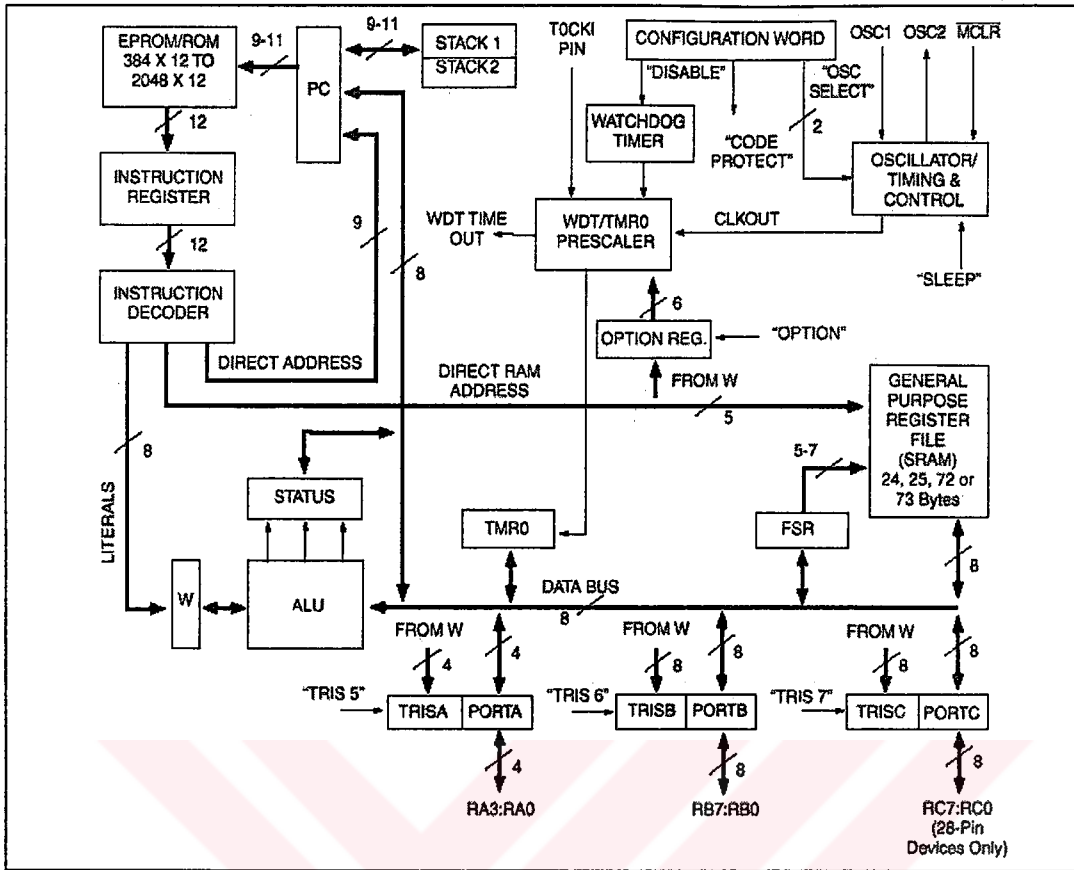 EPROM/ROM
384 X 12 TO
2048 X 12
9-11
PC
9-11
STACK 1
STACK2
T0CKI
PIN
CONFIGURATION WORD
OSC1
OSC2
MCLR
"DISABLE"
"OSC
SELECT"
2
12
WATCHDOG
TIMER
"CODE
PROTECT"
INSTRUCTION
REGISTER
OSCILLATOR/
TIMING &
CONTROL
9
8
WDT TIME
OUT
WDT/TMR0
PRESCALER
CLKOUT
12
"SLEEP"
INSTRUCTION
DECODER
6
OPTION REG.
"OPTION"
DIRECT ADDRESS
DIRECT RAM
ADDRESS
FROM W
5
GENERAL
PURPOSE
REGISTER
FILE
(SRAM)
24, 25, 72 or
73 Bytes
8
LITERALS
5-7
STATUS
TMR0
FSR
8
W
ALU
DATA BUS
8
FROM W
4
4
FROM W
8
8
FROM W
8
8
"TRIS 5"
TRISA
PORTA
"TRIS 6"
TRISB
PORTB
"TRIS 7"
TRISC
PORTC
4
8
8
RA3:RA0
RB7:RB0
RC7:RC0
(28-Pin
Devices Only)